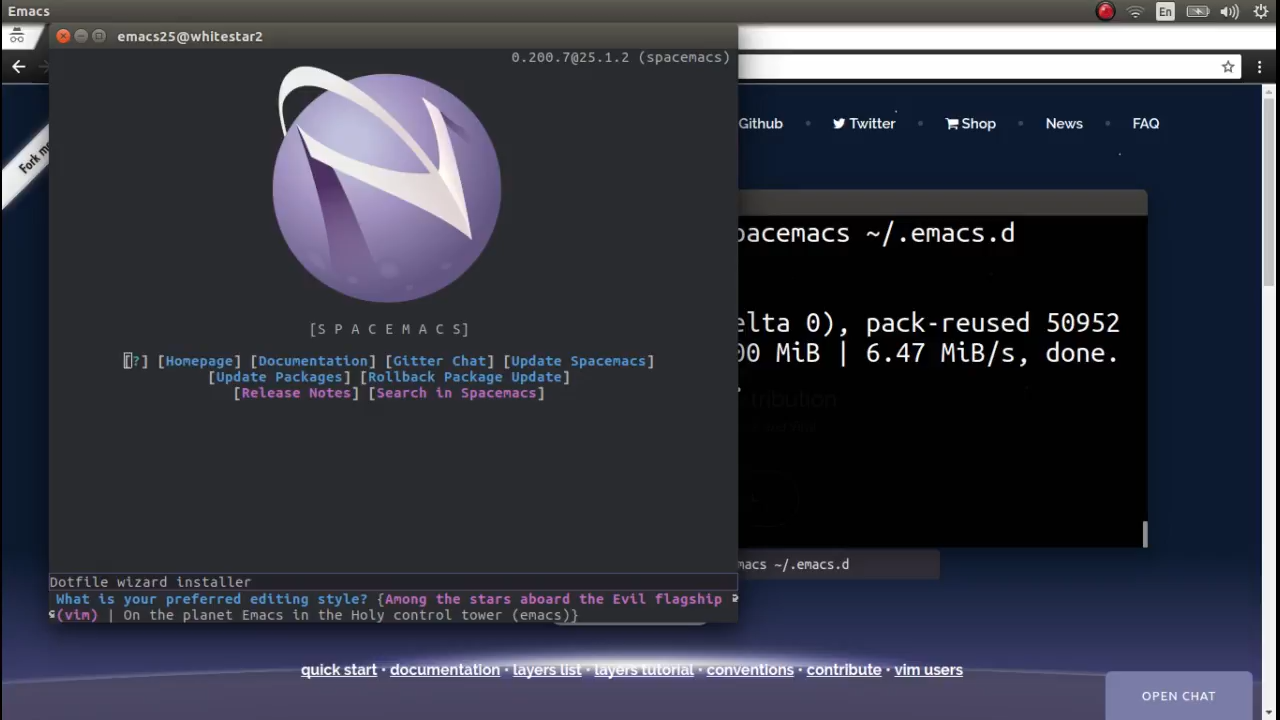 Emacs
En
emacs25@whitestar2
0.200.7@25.1.2 (spacemacs)
Github • Twitter • Shop • News • FAQ
Fork m
pacemacs ~/.emacs.d
elta 0), pack-reused 50952
00 MiB | 6.47 MiB/s, done.
[S P A C E M A C S]
[?] [Homepage] [Documentation] [Gitter Chat] [Update Spacemacs]
[Update Packages] [Rollback Package Update]
[Release Notes] [Search in Spacemacs]
tribution
macs ~/.emacs.d
Dotfile wizard installer
What is your preferred editing style? {Among the stars aboard the Evil flagship
(vim) | On the planet Emacs in the Holy control tower (emacs)}
quick start · documentation · layers list · layers tutorial · conventions · contribute · vim users
OPEN CHAT